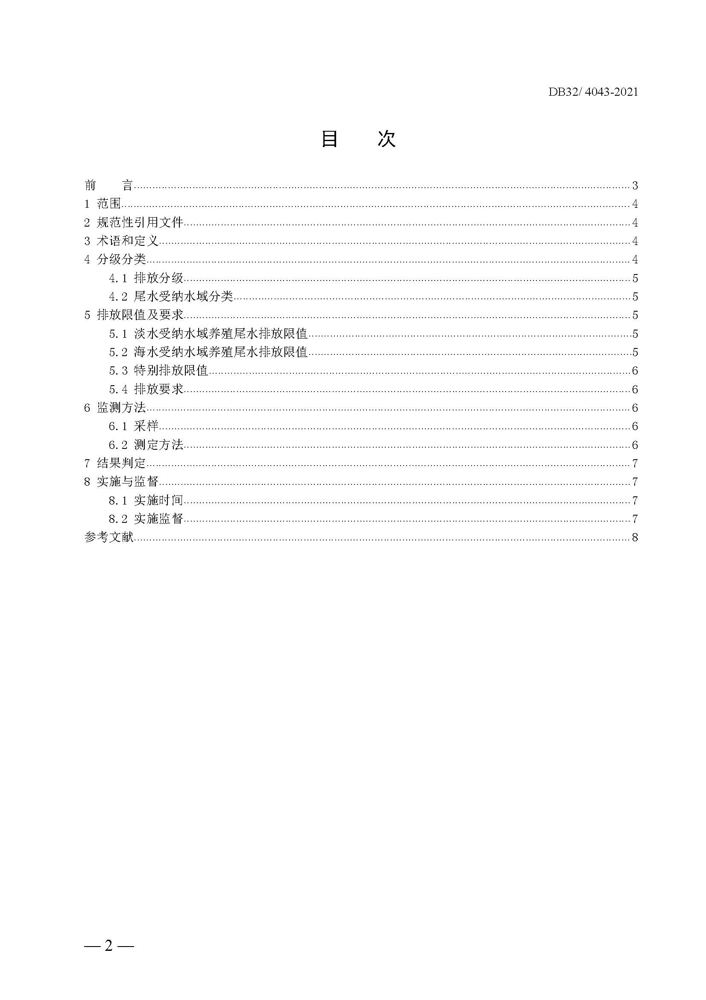 DB32/ 4043-2021
目 次
前 言 3
1 范围 4
2 规范性引用文件 4
3 术语和定义 4
4 分级分类 4
4.1 排放分级 5
4.2 尾水受纳水域分类 5
5 排放限值及要求 5
5.1 淡水受纳水域养殖尾水排放限值 5
5.2 海水受纳水域养殖尾水排放限值 5
5.3 特别排放限值 6
5.4 排放要求 6
6 监测方法 6
6.1 采样 6
6.2 测定方法 6
7 结果判定 7
8 实施与监督 7
8.1 实施时间 7
8.2 实施监督 7
参考文献 8
— 2 —